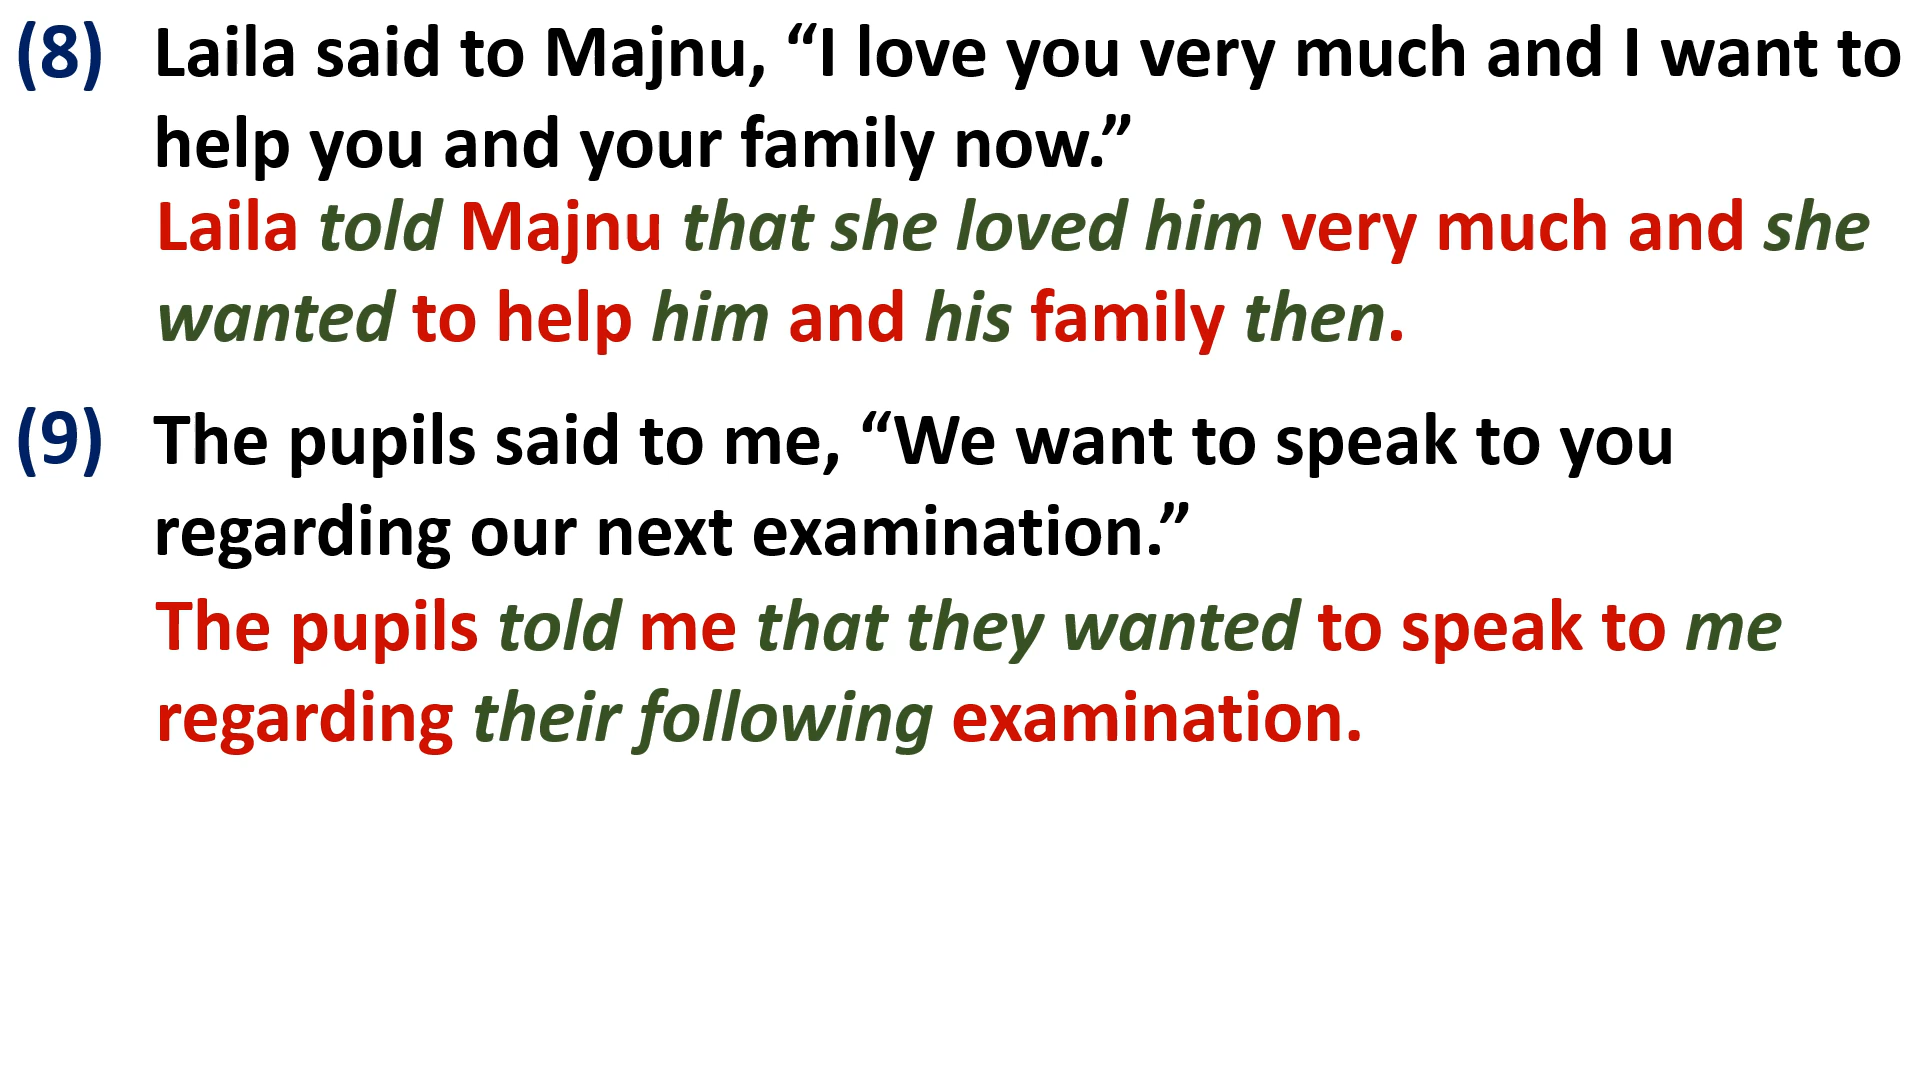 (8) Laila said to Majnu, “I love you very much and I want to
help you and your family now.”
Laila told Majnu that she loved him very much and she
wanted to help him and his family then.
(9) The pupils said to me, “We want to speak to you
regarding our next examination.”
The pupils told me that they wanted to speak to me
regarding their following examination.